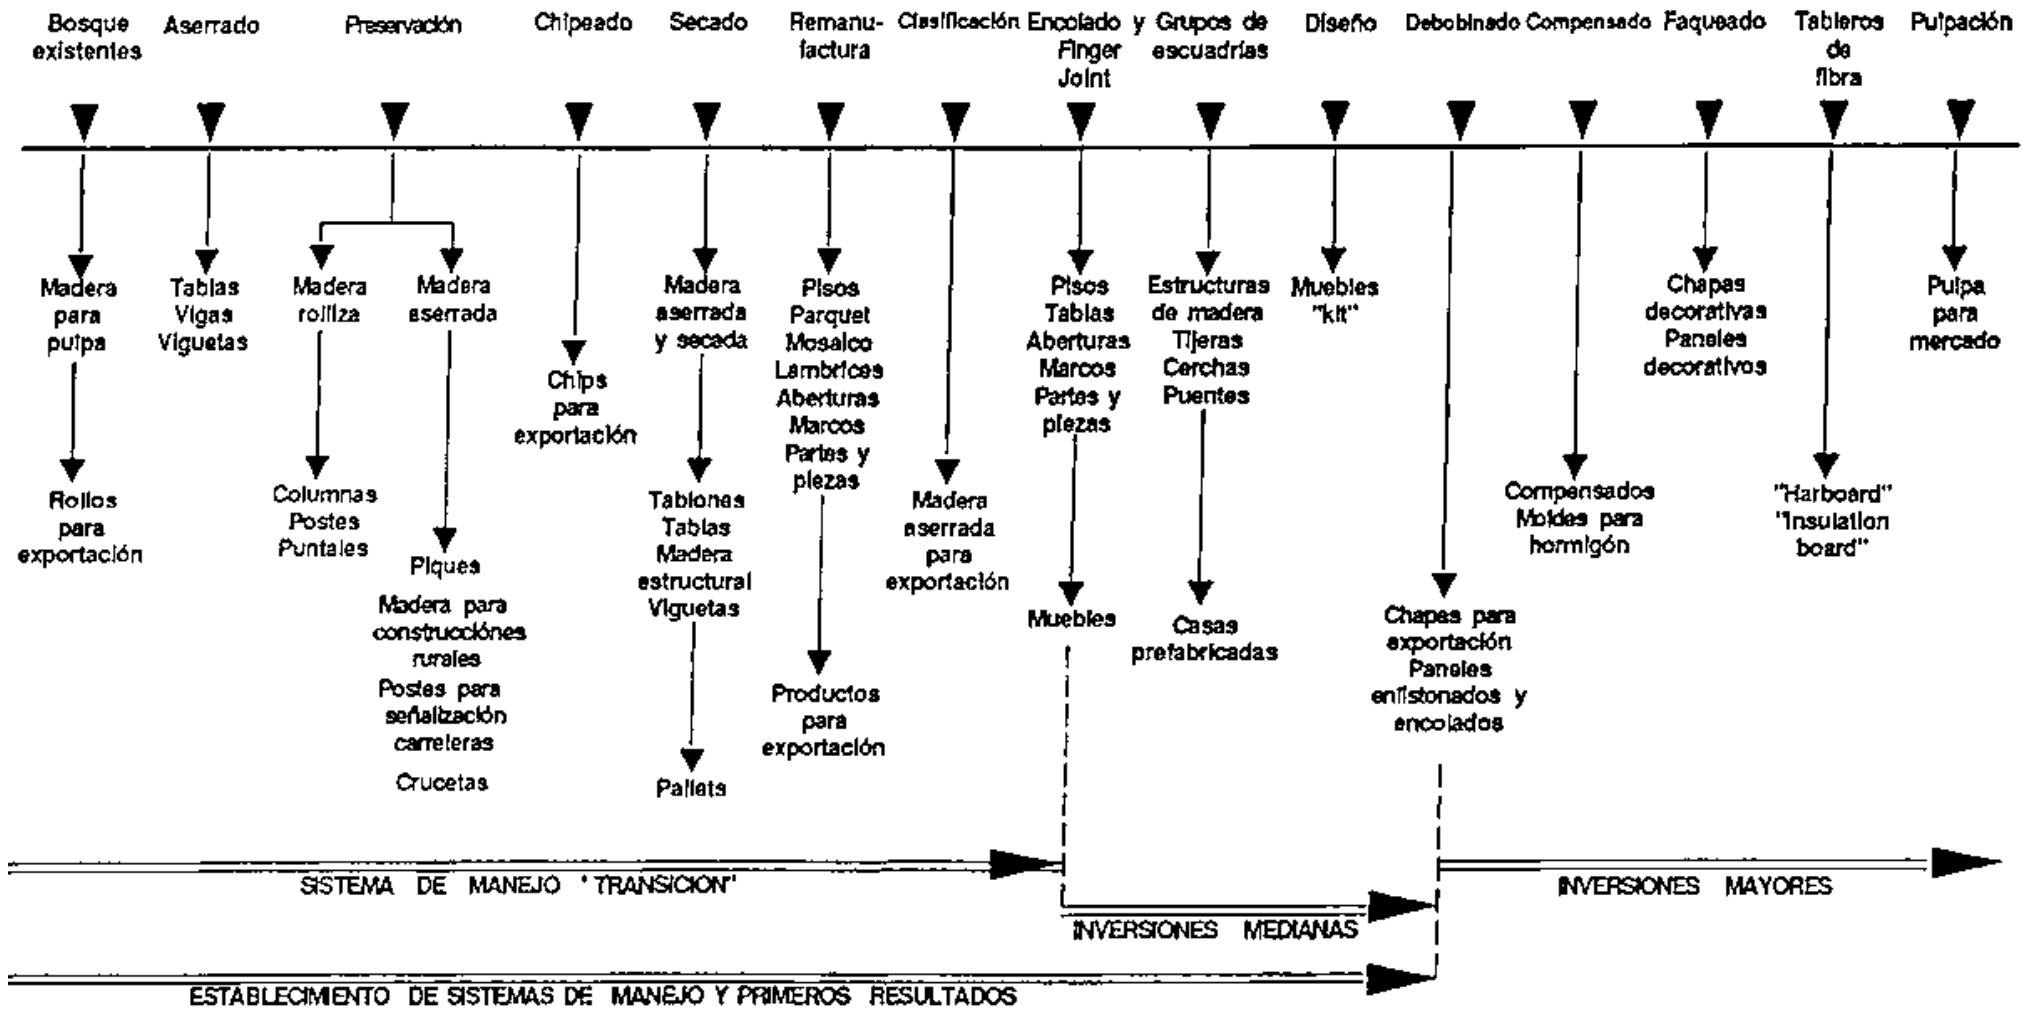 Bosque
existentes
Aserrado
Preservación
Chipeado
Secado
Remanu-
factura
Clasificación
Encolado y
Finger
Joint
Grupos de
escuadrías
Diseño
Debobinado
Compensado
Faqueado
Tableros
de
fibra
Pulpación
Madera
para
pulpa
Rollos
para
exportación
Tablas
Vigas
Viguetas
Madera
rolliza
Columnas
Postes
Puntales
Madera
aserrada
Piques
Madera para
construcciónes
rurales
Postes para
señalización
carreleras
Crucetas
Chips
para
exportación
Madera
aserrada
y secada
Tablones
Tablas
Madera
estructural
Viguetas
Pallets
Pisos
Parquet
Mosaico
Lambrices
Aberturas
Marcos
Partes y
piezas
Productos
para
exportación
Madera
aserrada
para
exportación
Pisos
Tablas
Aberturas
Marcos
Partes y
piezas
Muebles
Estructuras
de madera
Tijeras
Cerchas
Puentes
Casas
prefabricadas
Muebles
"kit"
Chapas para
exportación
Paneles
enlistonados y
encolados
Compensados
Moldes para
hormigón
Chapas
decorativas
Paneles
decorativos
"Harboard"
"Insulation
board"
Pulpa
para
mercado
SISTEMA DE MANEJO "TRANSICION"
INVERSIONES MEDIANAS
INVERSIONES MAYORES
ESTABLECIMIENTO DE SISTEMAS DE MANEJO Y PRIMEROS RESULTADOS